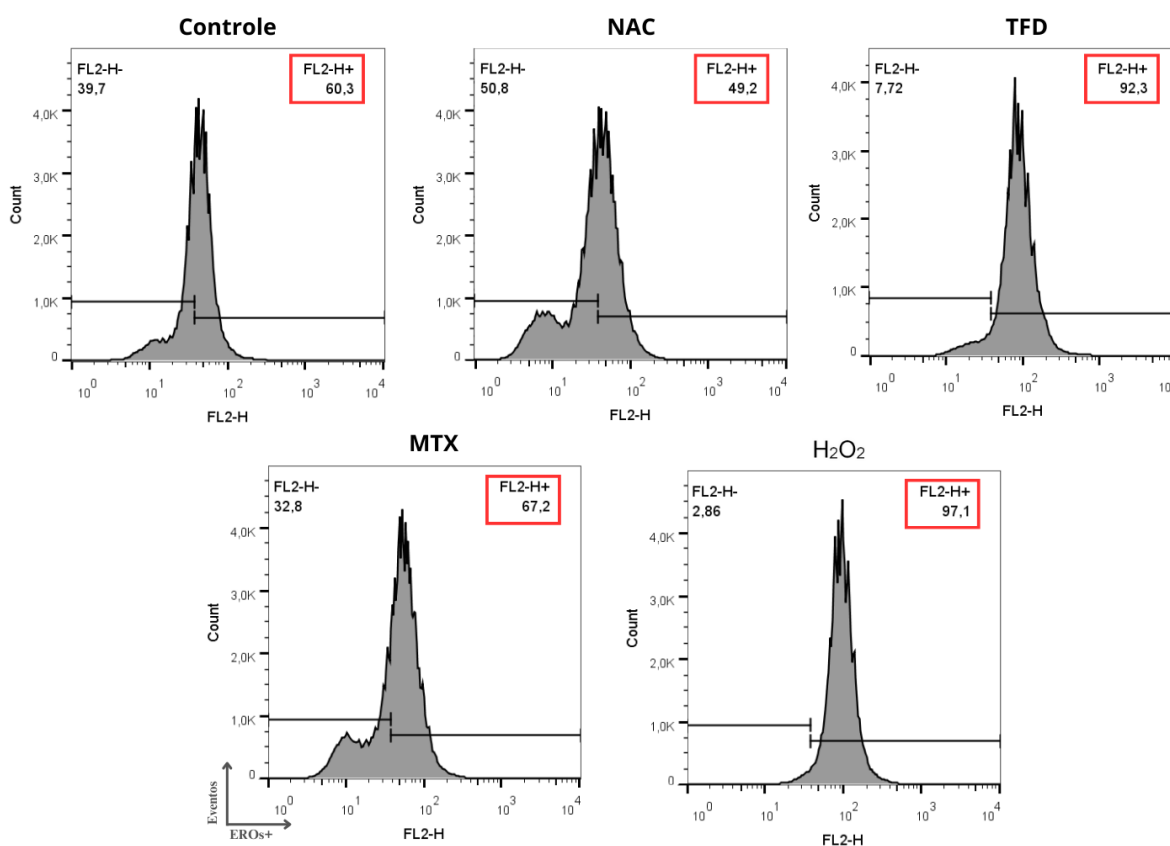 Controle
FL2-H-
39,7
FL2-H+
60,3
4,0K
3,0K
2,0K
1,0K
0
Count
10⁰
10¹
10²
10³
10⁴
FL2-H
NAC
FL2-H-
50,8
FL2-H+
49,2
4,0K
3,0K
2,0K
1,0K
0
Count
10⁰
10¹
10²
10³
10⁴
FL2-H
TFD
FL2-H-
7,72
FL2-H+
92,3
4,0K
3,0K
2,0K
1,0K
0
Count
10⁰
10¹
10²
10³
10⁴
FL2-H
MTX
FL2-H-
32,8
FL2-H+
67,2
4,0K
3,0K
2,0K
1,0K
0
Count
10⁰
10¹
10²
10³
10⁴
FL2-H
Eventos
EROs+
H₂O₂
FL2-H-
2,86
FL2-H+
97,1
4,0K
3,0K
2,0K
1,0K
0
Count
10⁰
10¹
10²
10³
10⁴
FL2-H